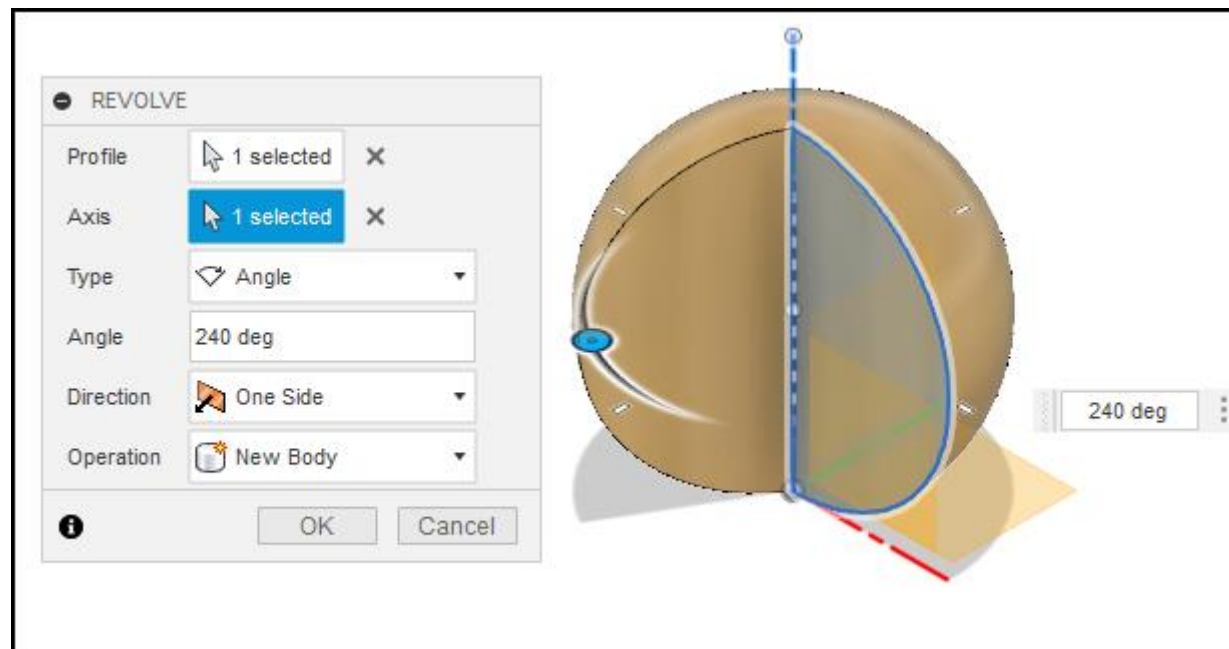 REVOLVE
Profile 1 selected
Axis 1 selected
Type Angle
Angle 240 deg
Direction One Side
Operation New Body
OK Cancel
240 deg